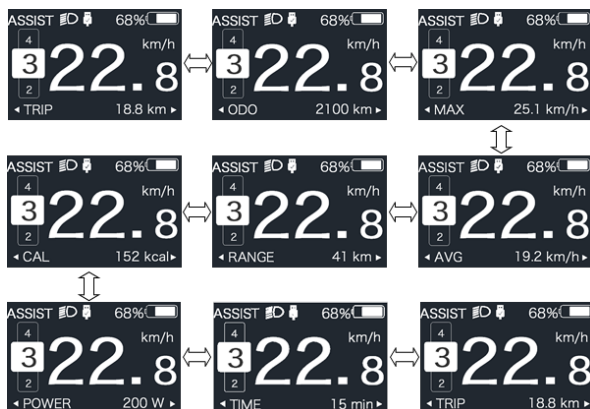 ASSIST 68%
4
3 22.8 km/h
2
◂ TRIP 18.8 km ▸
ASSIST 68%
4
3 22.8 km/h
2
◂ ODO 2100 km ▸
ASSIST 68%
4
3 22.8 km/h
2
◂ MAX 25.1 km/h ▸
ASSIST 68%
4
3 22.8 km/h
2
◂ CAL 152 kcal ▸
ASSIST 68%
4
3 22.8 km/h
2
◂ RANGE 41 km ▸
ASSIST 68%
4
3 22.8 km/h
2
◂ AVG 19.2 km/h ▸
ASSIST 68%
4
3 22.8 km/h
2
◂ POWER 200 W ▸
ASSIST 68%
4
3 22.8 km/h
2
◂ TIME 15 min ▸
ASSIST 68%
4
3 22.8 km/h
2
◂ TRIP 18.8 km ▸